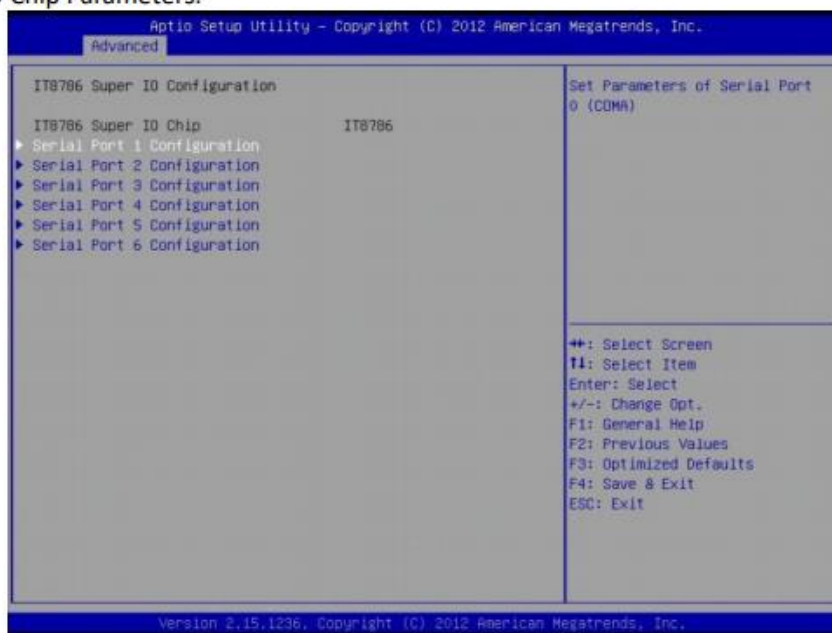 Chip Parameters.
Aptio Setup Utility – Copyright (C) 2012 American Megatrends, Inc.
Advanced
IT8786 Super IO Configuration
IT8786 Super IO Chip IT8786
Serial Port 1 Configuration
Serial Port 2 Configuration
Serial Port 3 Configuration
Serial Port 4 Configuration
Serial Port 5 Configuration
Serial Port 6 Configuration
Set Parameters of Serial Port
0 (COMA)
→←: Select Screen
↑↓: Select Item
Enter: Select
+/-: Change Opt.
F1: General Help
F2: Previous Values
F3: Optimized Defaults
F4: Save & Exit
ESC: Exit
Version 2.15.1236. Copyright (C) 2012 American Megatrends, Inc.